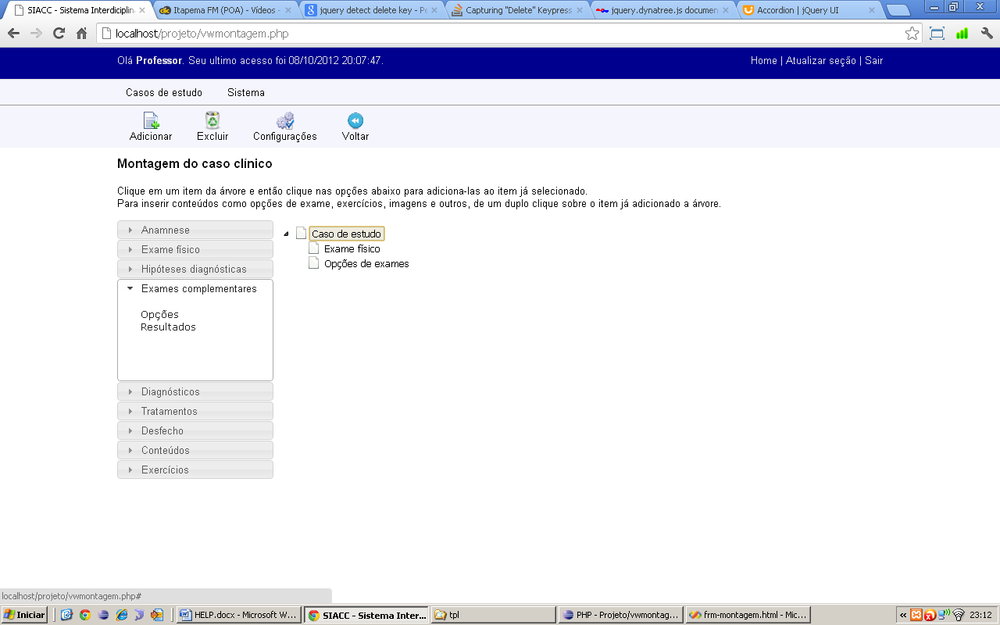 SIACC - Sistema Interdiciplin
Itapema FM (POA) - Vídeos -
jquery detect delete key - Pe
Capturing "Delete" Keypress
jquery.dynatree.js documen
Accordion | jQuery UI
localhost/projeto/vwmontagem.php
Olá Professor. Seu ultimo acesso foi 08/10/2012 20:07:47.
Home | Atualizar seção | Sair
Casos de estudo Sistema
Adicionar Excluir Configurações Voltar
Montagem do caso clínico
Clique em um item da árvore e então clique nas opções abaixo para adiciona-las ao item já selecionado.
Para inserir conteúdos como opções de exame, exercícios, imagens e outros, de um duplo clique sobre o item já adicionado a árvore.
Anamnese
Exame físico
Hipóteses diagnósticas
Exames complementares
Opções
Resultados
Diagnósticos
Tratamentos
Desfecho
Conteúdos
Exercícios
Caso de estudo
Exame físico
Opções de exames
localhost/projeto/vwmontagem.php#
Iniciar
HELP.docx - Microsoft W...
SIACC - Sistema Inter...
tpl
PHP - Projeto/vwmontag...
frm-montagem.html - Mic...
23:12